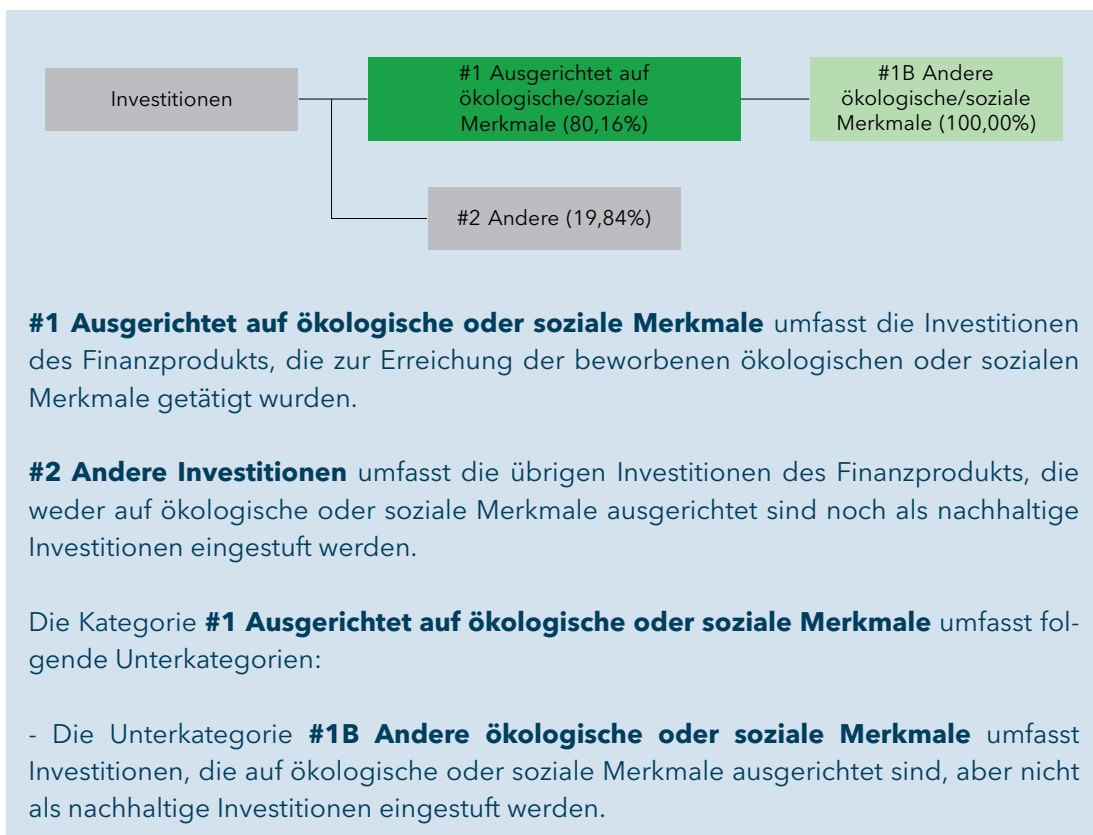 Investitionen
#1 Ausgerichtet auf
ökologische/soziale
Merkmale (80,16%)
#1B Andere
ökologische/soziale
Merkmale (100,00%)
#2 Andere (19,84%)
#1 Ausgerichtet auf ökologische oder soziale Merkmale umfasst die Investitionen
des Finanzprodukts, die zur Erreichung der beworbenen ökologischen oder sozialen
Merkmale getätigt wurden.
#2 Andere Investitionen umfasst die übrigen Investitionen des Finanzprodukts, die
weder auf ökologische oder soziale Merkmale ausgerichtet sind noch als nachhaltige
Investitionen eingestuft werden.
Die Kategorie #1 Ausgerichtet auf ökologische oder soziale Merkmale umfasst fol-
gende Unterkategorien:
- Die Unterkategorie #1B Andere ökologische oder soziale Merkmale umfasst
Investitionen, die auf ökologische oder soziale Merkmale ausgerichtet sind, aber nicht
als nachhaltige Investitionen eingestuft werden.